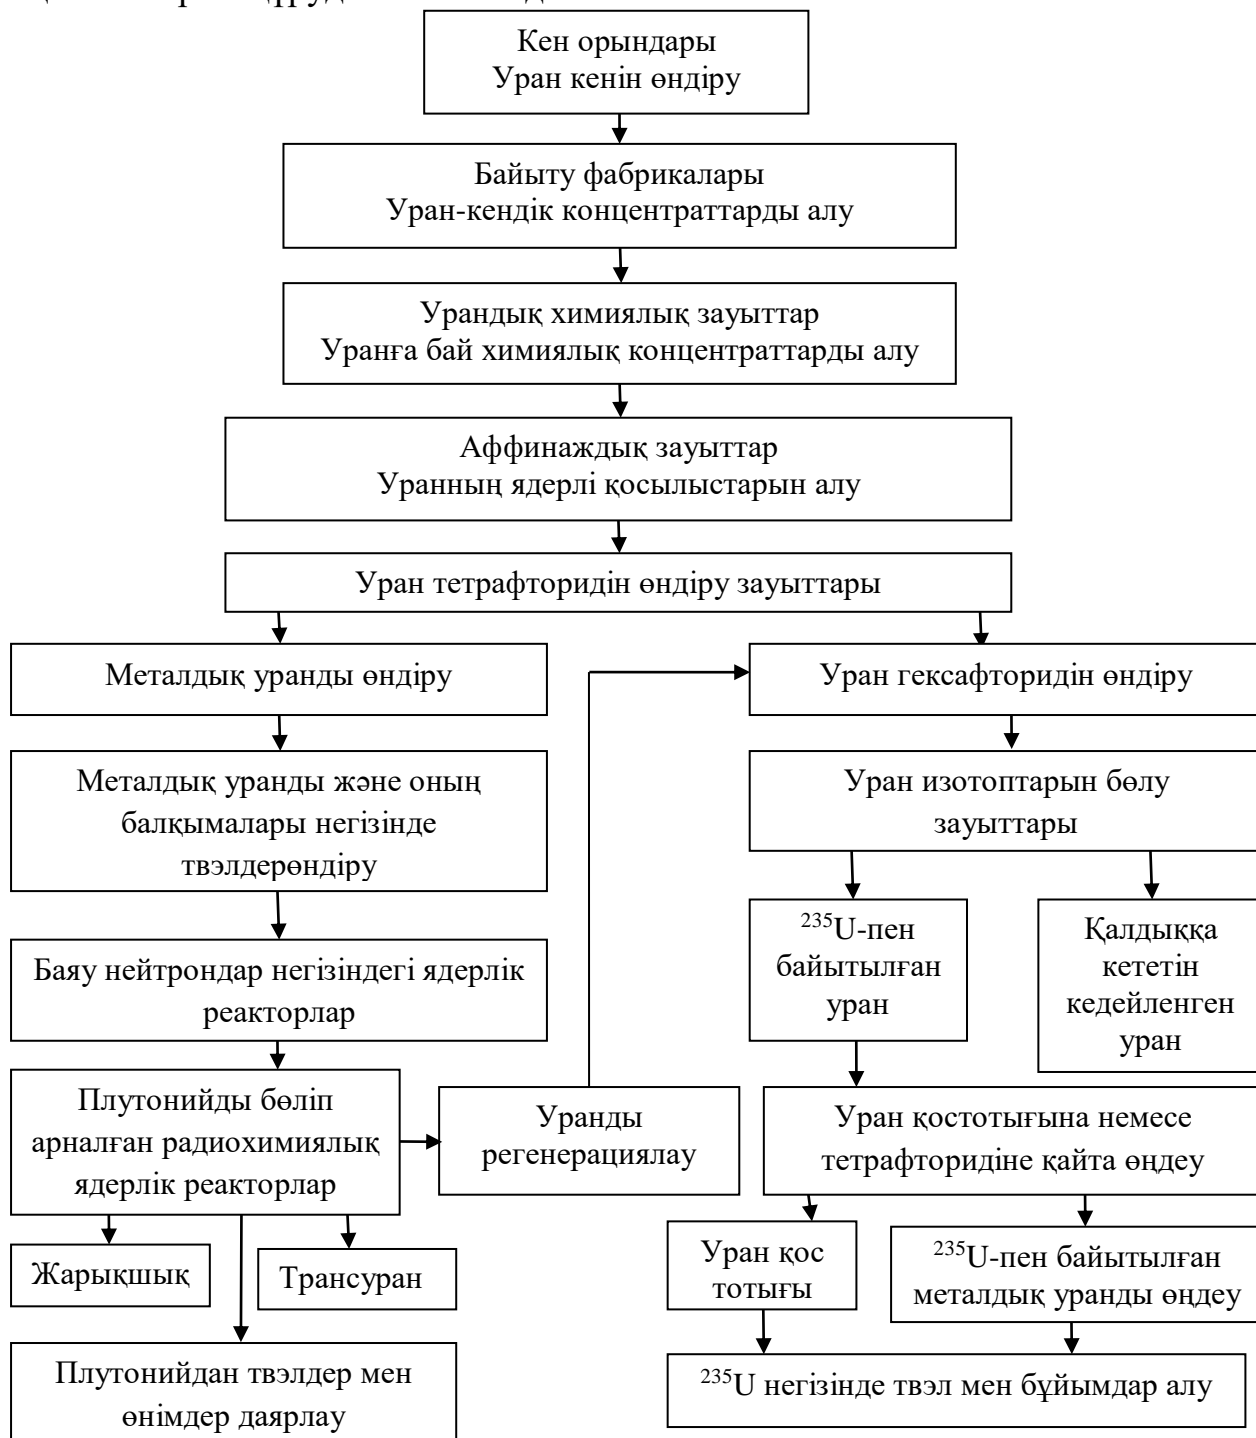 Кен орындары
Уран кенін өндіру
Байыту фабрикалары
Уран-кендік концентраттарды алу
Урандық химиялық зауыттар
Уранға бай химиялық концентраттарды алу
Аффинаждық зауыттар
Уранның ядерлі қосылыстарын алу
Уран тетрафторидін өндіру зауыттары
Металдық уранды өндіру
Уран гексафторидін өндіру
Металдық уранды және оның
балқымалары негізінде
твэлдерөндіру
Уран изотоптарын бөлу
зауыттары
Баяу нейтрондар негізіндегі ядерлік
реакторлар
²³⁵U-пен
байытылған
уран
Қалдыққа
кететін
кедейленген
уран
Плутонийды бөліп
арналған радиохимиялық
ядерлік реакторлар
Уранды
регенерациялау
Уран қостотығына немесе
тетрафторидіне қайта өңдеу
Жарықшық
Трансуран
Уран қос
тотығы
²³⁵U-пен байытылған
металдық уранды өңдеу
Плутонийдан твэлдер мен
өнімдер даярлау
²³⁵U негізінде твэл мен бұйымдар алу